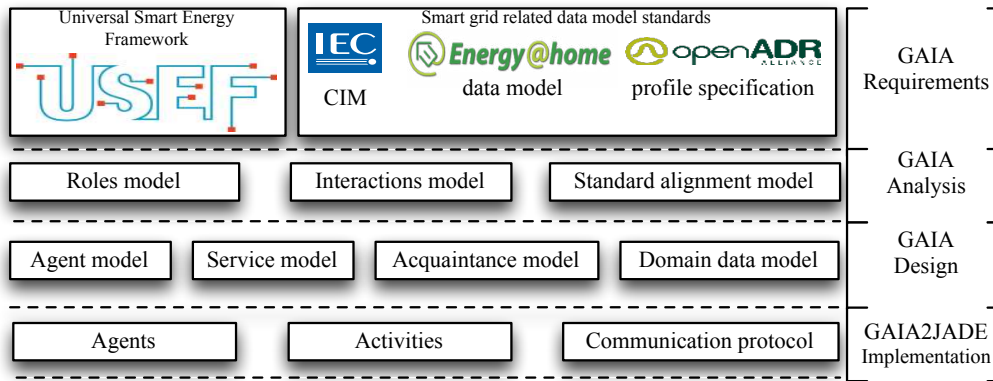 Universal Smart Energy
Framework
USEF
Smart grid related data model standards
IEC
CIM
Energy@home
data model
openADR
ALLIANCE
profile specification
GAIA
Requirements
Roles model
Interactions model
Standard alignment model
GAIA
Analysis
Agent model
Service model
Acquaintance model
Domain data model
GAIA
Design
Agents
Activities
Communication protocol
GAIA2JADE
Implementation